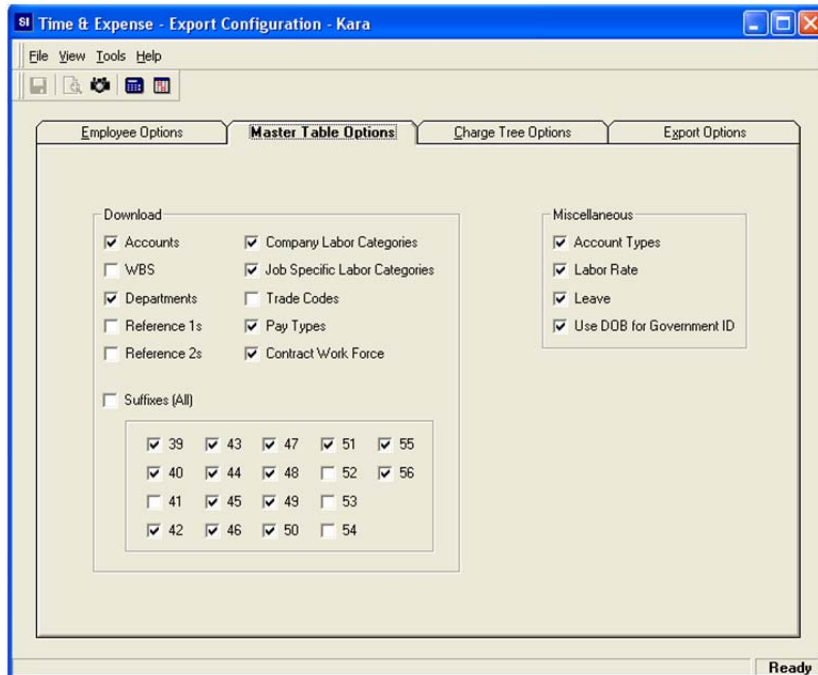 SI Time & Expense - Export Configuration - Kara
File View Tools Help
Employee Options Master Table Options Charge Tree Options Export Options
Download Miscellaneous
Accounts Company Labor Categories Account Types
WBS Job Specific Labor Categories Labor Rate
Departments Trade Codes Leave
Reference 1s Pay Types Use DOB for Government ID
Reference 2s Contract Work Force
Suffixes (All)
39 43 47 51 55
40 44 48 52 56
41 45 49 53
42 46 50 54
Ready